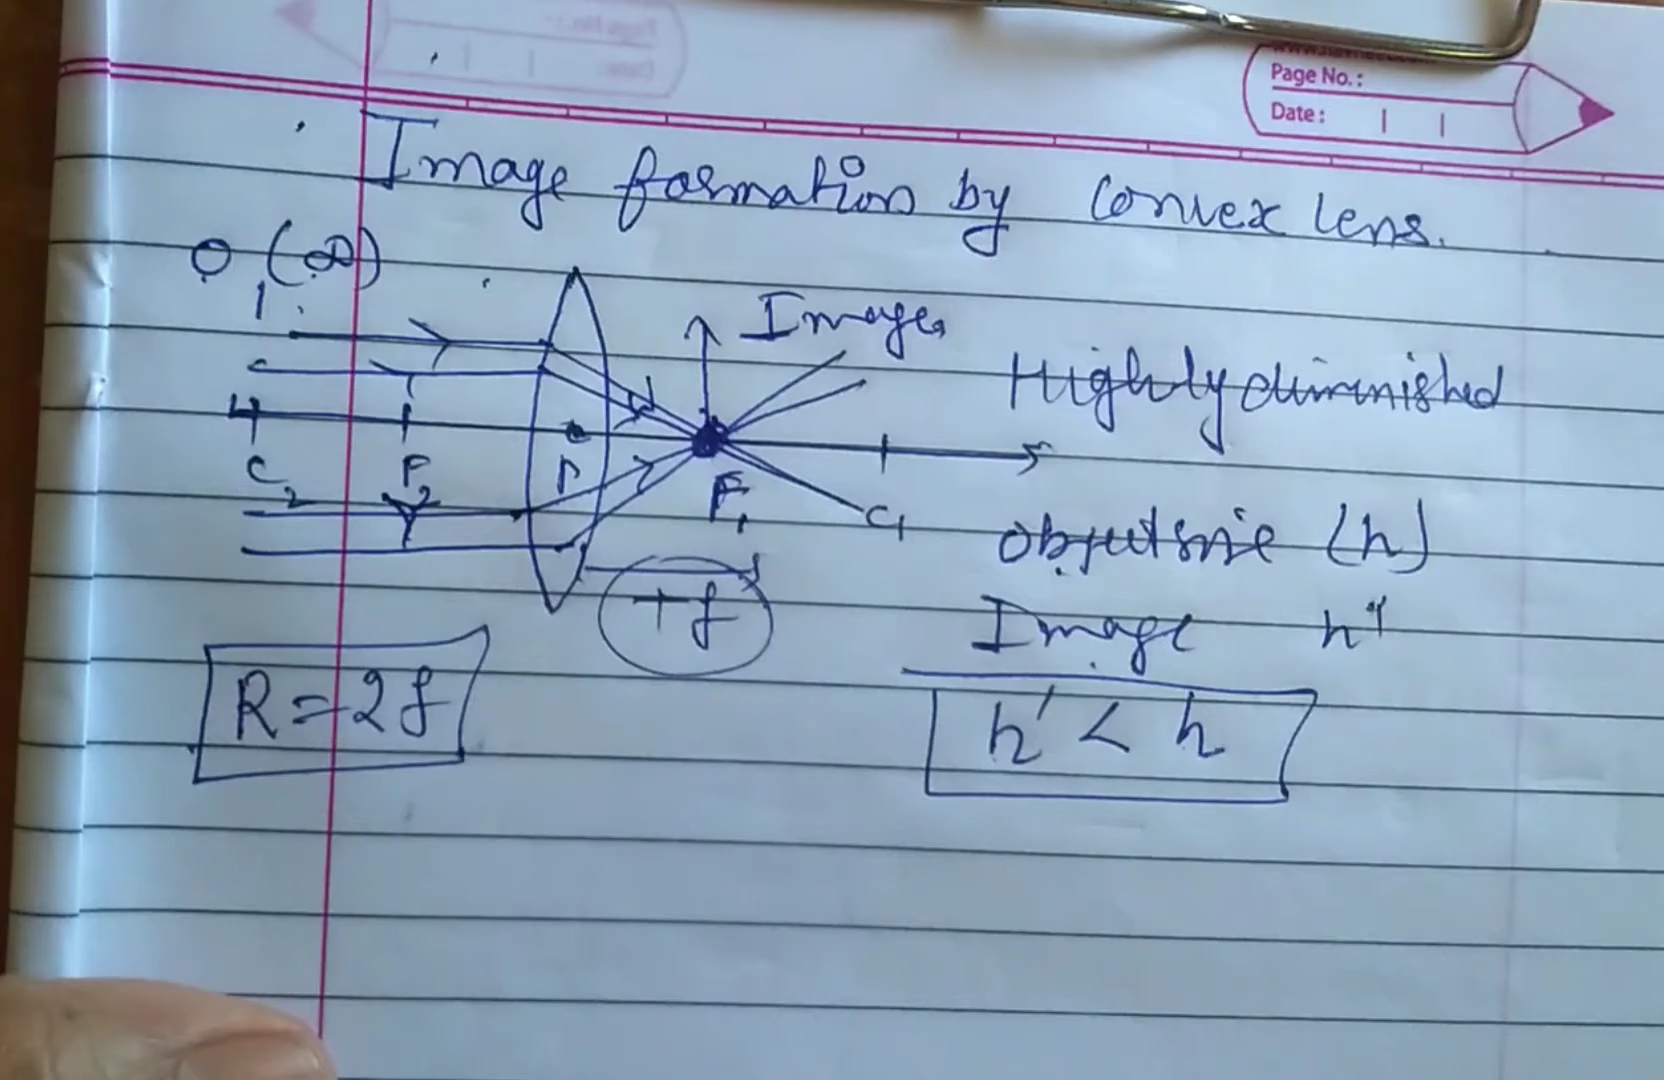 Page No.:
Date:
Image formation by Convex lens.
O (∞)
1
Image
Highly diminished
C2 F2 P F1 C1
Object size (h)
+f
Image h'
R = 2f
h' < h